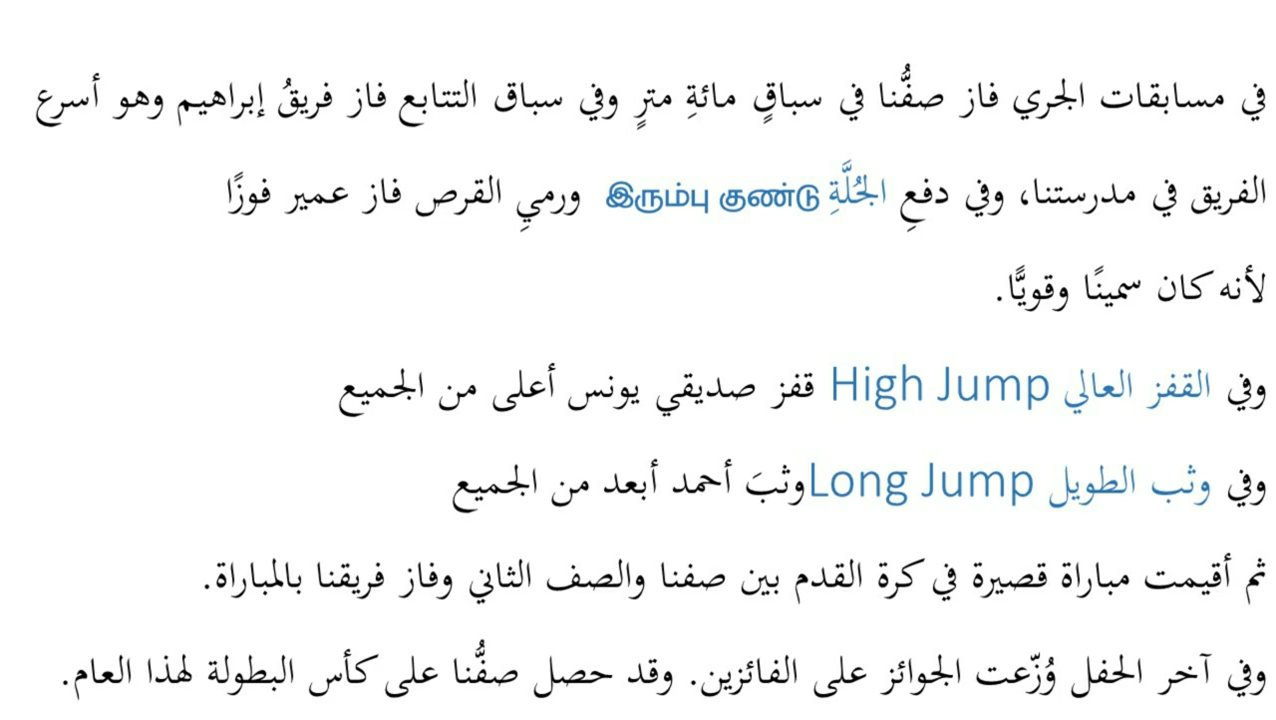 في مسابقات الجري فاز صفُّنا في سباقٍ مائةِ مترٍ وفي سباق التتابع فاز فريقُ إبراهيم وهو أسرع
الفريق في مدرستنا، وفي دفعِ الجُلَّةِ இரும்பு குண்டு ورميِ القرص فاز عمير فوزًا
لأنه كان سمينًا وقويًّا.
وفي القفز العالي High Jump قفز صديقي يونس أعلى من الجميع
وفي وثب الطويل Long Jumpوثبَ أحمد أبعد من الجميع
ثم أقيمت مباراة قصيرة في كرة القدم بين صفنا والصف الثاني وفاز فريقنا بالمباراة.
وفي آخر الحفل وُزّعت الجوائز على الفائزين. وقد حصل صفُّنا على كأس البطولة لهذا العام.